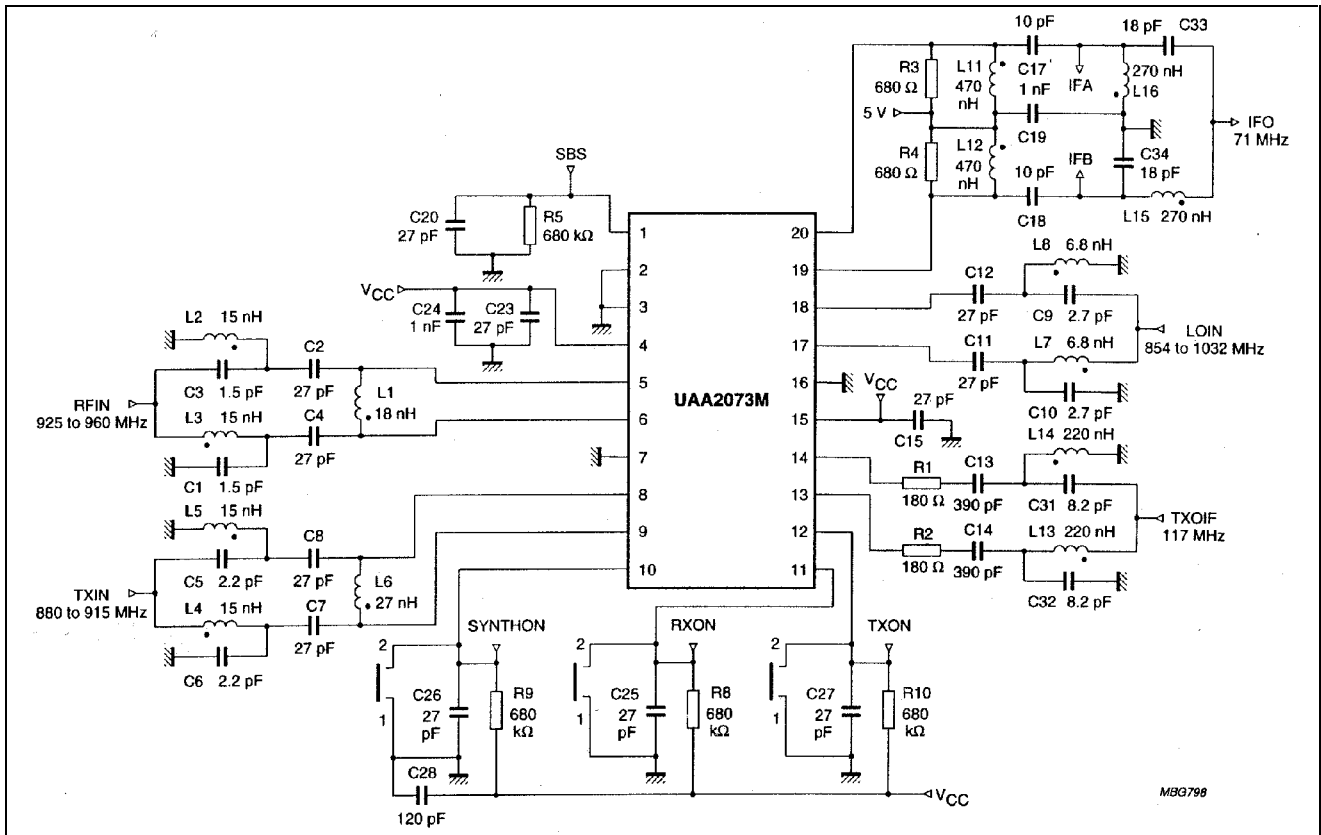 10 pF
18 pF C33
R3
680 Ω
L11
470
nH
C17
1 nF
IFA
270 nH
L16
5 V
C19
IFO
71 MHz
R4
680 Ω
L12
470
nH
10 pF
IFB
C34
18 pF
C18
L15 270 nH
SBS
C20
27 pF
R5
680 kΩ
1
2
3
4
5
6
7
8
9
10
UAA2073M
20
19
18
17
16
15
14
13
12
11
VCC
C24
1 nF
C23
27 pF
L2 15 nH
C2
C3 1.5 pF
27 pF
L1
18 nH
RFIN
925 to 960 MHz
L3 15 nH
C4
27 pF
C1 1.5 pF
L5 15 nH
C8
C5 2.2 pF
27 pF
L6
27 nH
TXIN
880 to 915 MHz
L4 15 nH
C7
27 pF
C6 2.2 pF
L8 6.8 nH
C12
27 pF
C9 2.7 pF
LOIN
854 to 1032 MHz
C11
27 pF
L7 6.8 nH
C10 2.7 pF
VCC
27 pF
C15
L14 220 nH
R1
180 Ω
C13
390 pF
C31 8.2 pF
TXOIF
117 MHz
R2
180 Ω
C14
390 pF
L13 220 nH
C32 8.2 pF
SYNTHON
2
1
C26
27
pF
R9
680
kΩ
RXON
2
1
C25
27
pF
R8
680
kΩ
TXON
2
1
C27
27
pF
R10
680
kΩ
C28
120 pF
VCC
MBG798